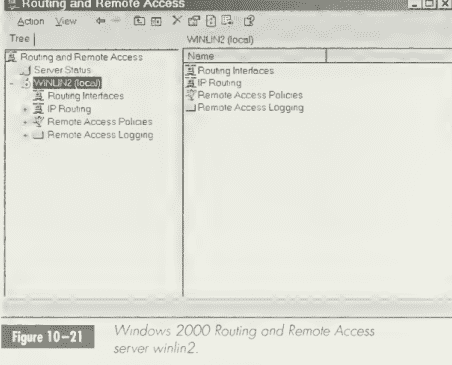 Routing and Remote Access
Action View
Tree
WINLIN2 (local)
Routing and Remote Access
Server Status
WINLIN2 (local)
Routing Interfaces
IP Routing
Remote Access Policies
Remote Access Logging
Name
Routing Interfaces
IP Routing
Remote Access Policies
Remote Access Logging
Figure 10–21
Windows 2000 Routing and Remote Access
server winlin2.